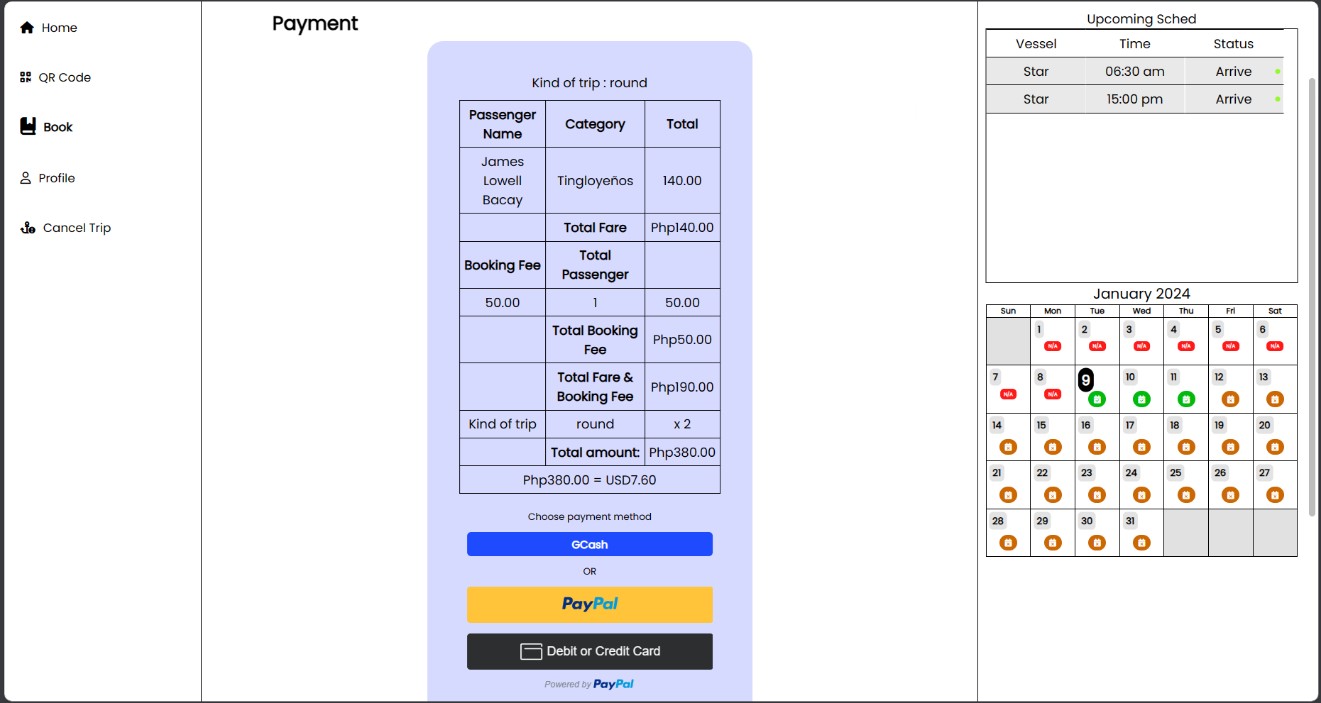 Home
QR Code
Book
Profile
Cancel Trip
Payment
Kind of trip : round
Passenger Name Category Total
James Lowell Bacay Tingloyeños 140.00
Total Fare Php140.00
Booking Fee Total Passenger
50.00 1 50.00
Total Booking Fee Php50.00
Total Fare & Booking Fee Php190.00
Kind of trip round x 2
Total amount: Php380.00
Php380.00 = USD7.60
Choose payment method
GCash
OR
PayPal
Debit or Credit Card
Powered by PayPal
Upcoming Sched
Vessel Time Status
Star 06:30 am Arrive
Star 15:00 pm Arrive
January 2024
Sun Mon Tue Wed Thu Fri Sat
1 2 3 4 5 6
N/A N/A N/A N/A N/A N/A
7 8 9 10 11 12 13
N/A N/A
14 15 16 17 18 19 20
21 22 23 24 25 26 27
28 29 30 31